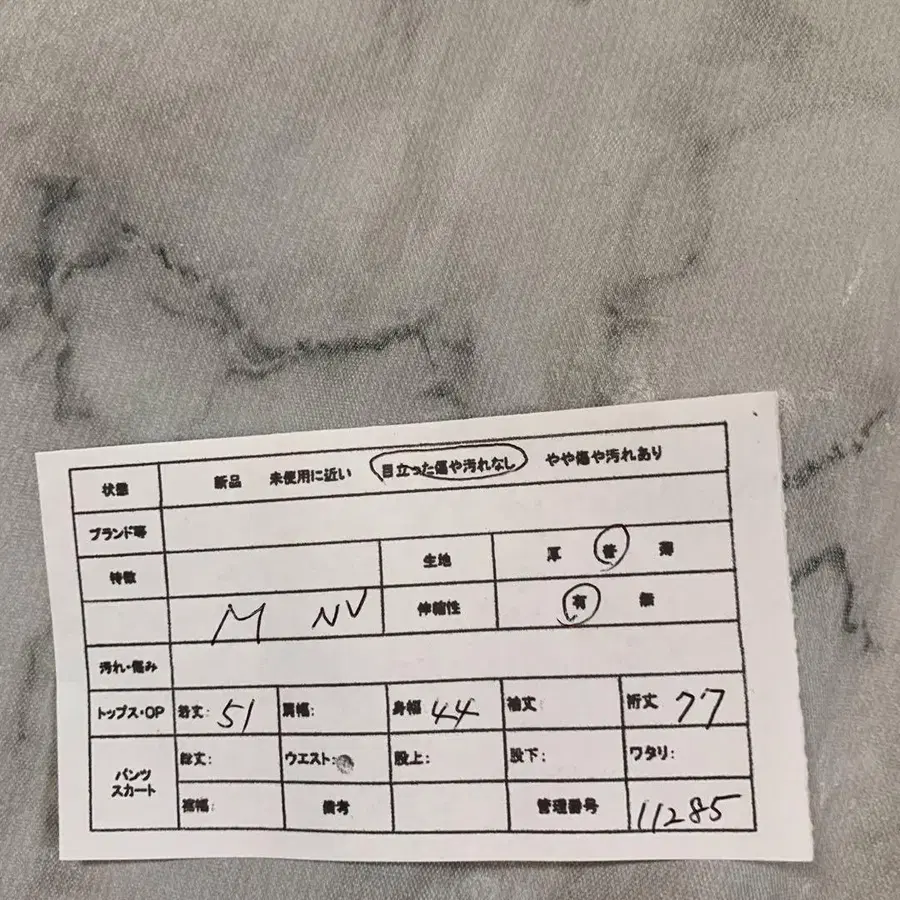 状態 新品 未使用に近い 目立った傷や汚れなし やや傷や汚れあり
ブランド等
特徴 生地 厚 普 薄
M NV 伸縮性 有 無
汚れ・傷み
トップス・OP 着丈: 51 肩幅: 身幅 44 袖丈 裄丈 77
パンツ スカート 総丈: ウエスト: 股上: 股下: ワタリ:
裾幅: 備考 管理番号 11285